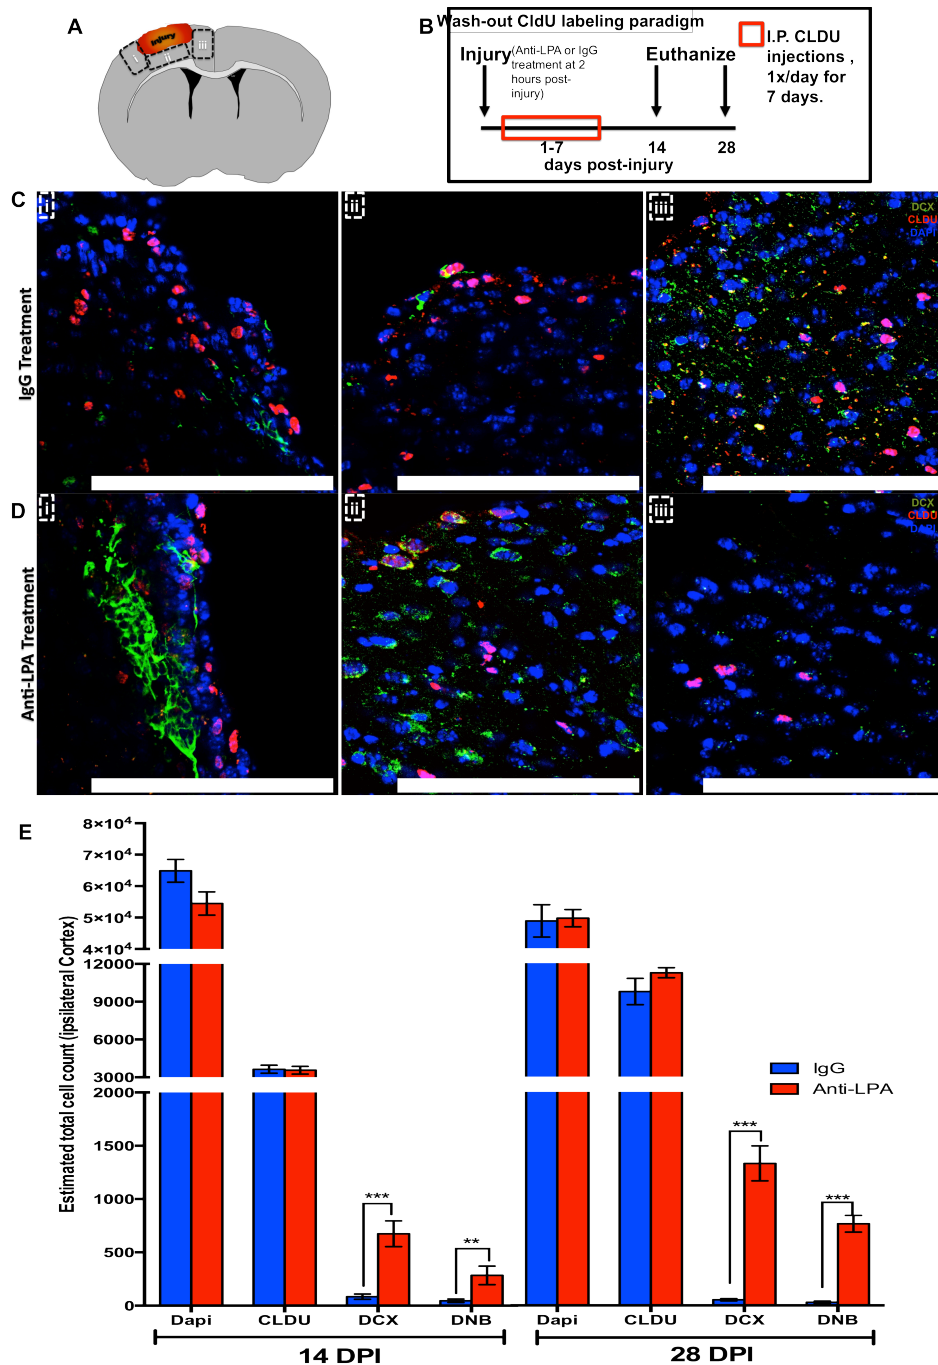 A
Injury
i
ii
iii
B
Wash-out CldU labeling paradigm
Injury
(Anti-LPA or IgG
treatment at 2
hours post-
injury)
Euthanize
1-7
14
28
days post-injury
I.P. CLDU
injections ,
1x/day for
7 days.
C
IgG Treatment
i
ii
iii
DCX
CLDU
DAPI
D
Anti-LPA Treatment
i
ii
iii
DCX
CLDU
DAPI
E
Estimated total cell count (ipsilateral Cortex)
8×10⁴
7×10⁴
6×10⁴
5×10⁴
4×10⁴
12000
9000
6000
3000
2000
1500
1000
500
0
***
**
***
***
IgG
Anti-LPA
Dapi CLDU DCX DNB Dapi CLDU DCX DNB
14 DPI 28 DPI